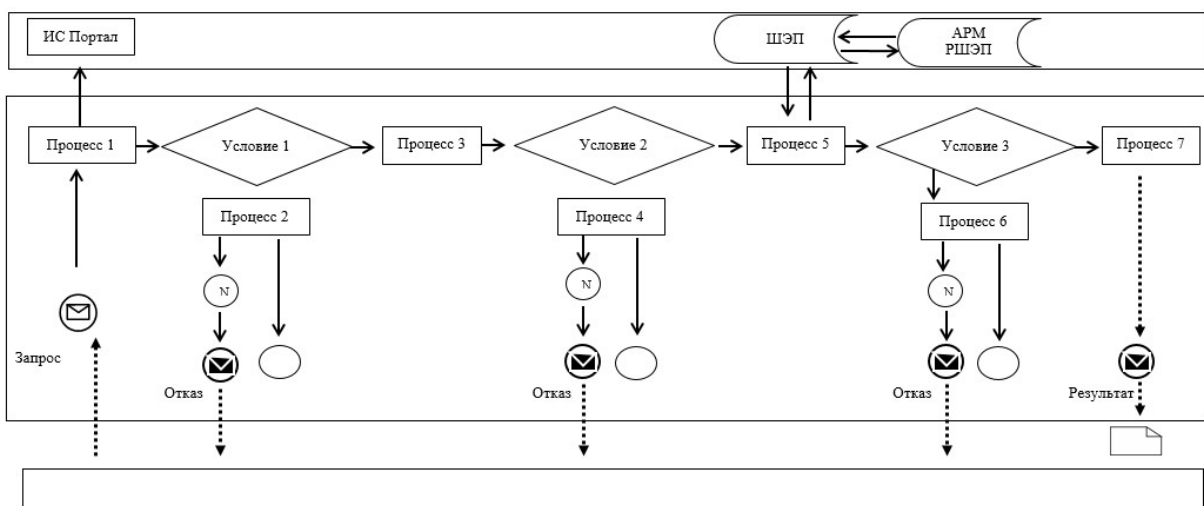 ИС Портал
ШЭП
АРМ
РШЭП
Процесс 1
Условие 1
Процесс 3
Условие 2
Процесс 5
Условие 3
Процесс 7
Процесс 2
Процесс 4
Процесс 6
N
N
N
Запрос
Отказ
Отказ
Отказ
Результат